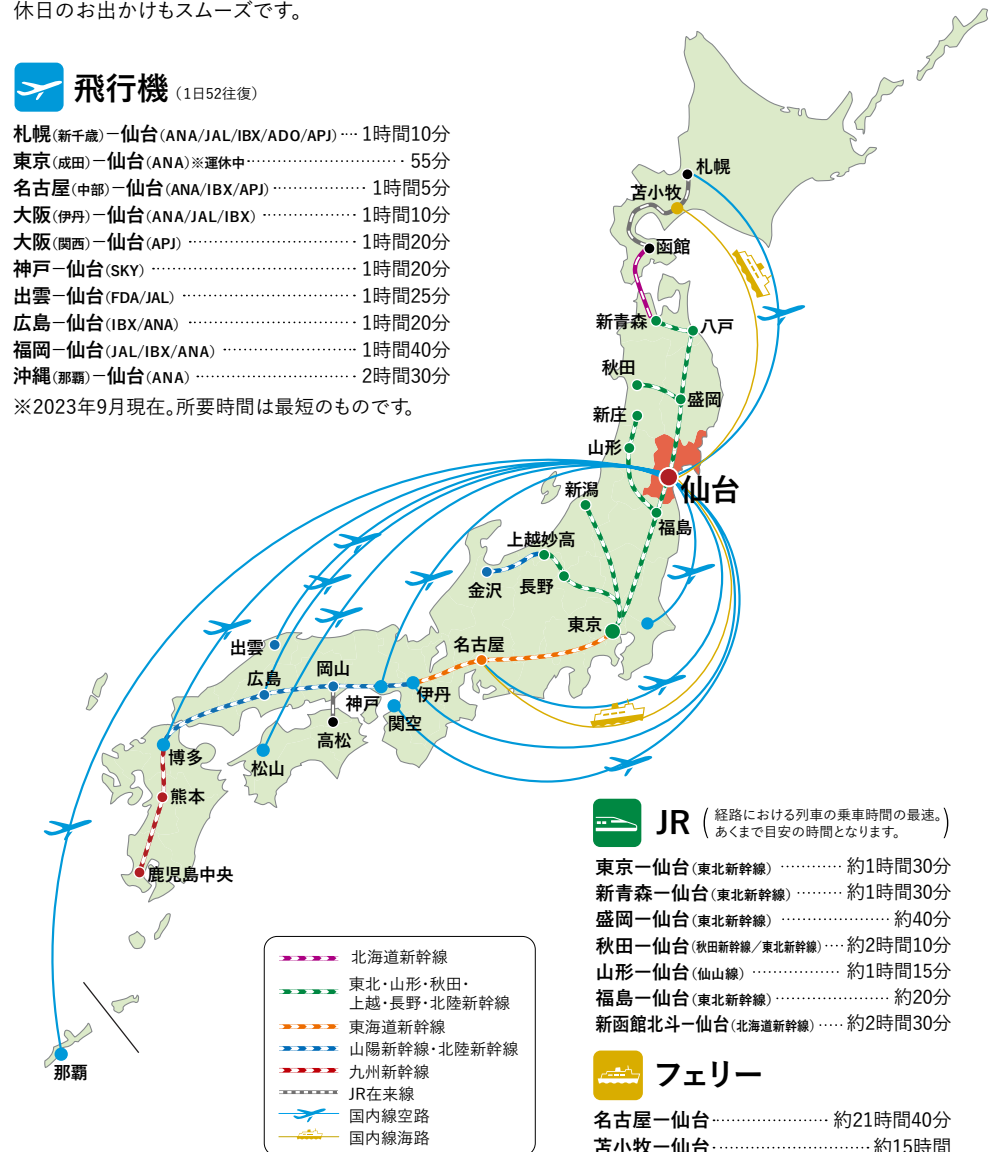 休日のお出かけもスムーズです。
飛行機（1日52往復）
札幌（新千歳）－仙台（ANA/JAL/IBX/ADO/APJ）…1時間10分
東京（成田）－仙台（ANA）※運休中…55分
名古屋（中部）－仙台（ANA/IBX/APJ）…1時間5分
大阪（伊丹）－仙台（ANA/JAL/IBX）…1時間10分
大阪（関西）－仙台（APJ）…1時間20分
神戸－仙台（SKY）…1時間20分
出雲－仙台（FDA/JAL）…1時間25分
広島－仙台（IBX/ANA）…1時間20分
福岡－仙台（JAL/IBX/ANA）…1時間40分
沖縄（那覇）－仙台（ANA）…2時間30分
※2023年9月現在。所要時間は最短のものです。
札幌
苫小牧
函館
新青森
八戸
秋田
盛岡
新庄
山形
仙台
新潟
福島
上越妙高
金沢
長野
東京
名古屋
出雲
岡山
広島
神戸
伊丹
関空
高松
松山
博多
熊本
鹿児島中央
那覇
北海道新幹線
東北・山形・秋田・
上越・長野・北陸新幹線
東海道新幹線
山陽新幹線・北陸新幹線
九州新幹線
JR在来線
国内線空路
国内線海路
JR（経路における列車の乗車時間の最速。
あくまで目安の時間となります。）
東京ー仙台（東北新幹線）…約1時間30分
新青森ー仙台（東北新幹線）…約1時間30分
盛岡ー仙台（東北新幹線）…約40分
秋田ー仙台（秋田新幹線／東北新幹線）…約2時間10分
山形ー仙台（仙山線）…約1時間15分
福島ー仙台（東北新幹線）…約20分
新函館北斗－仙台（北海道新幹線）…約2時間30分
フェリー
名古屋ー仙台…約21時間40分
苫小牧ー仙台…約15時間